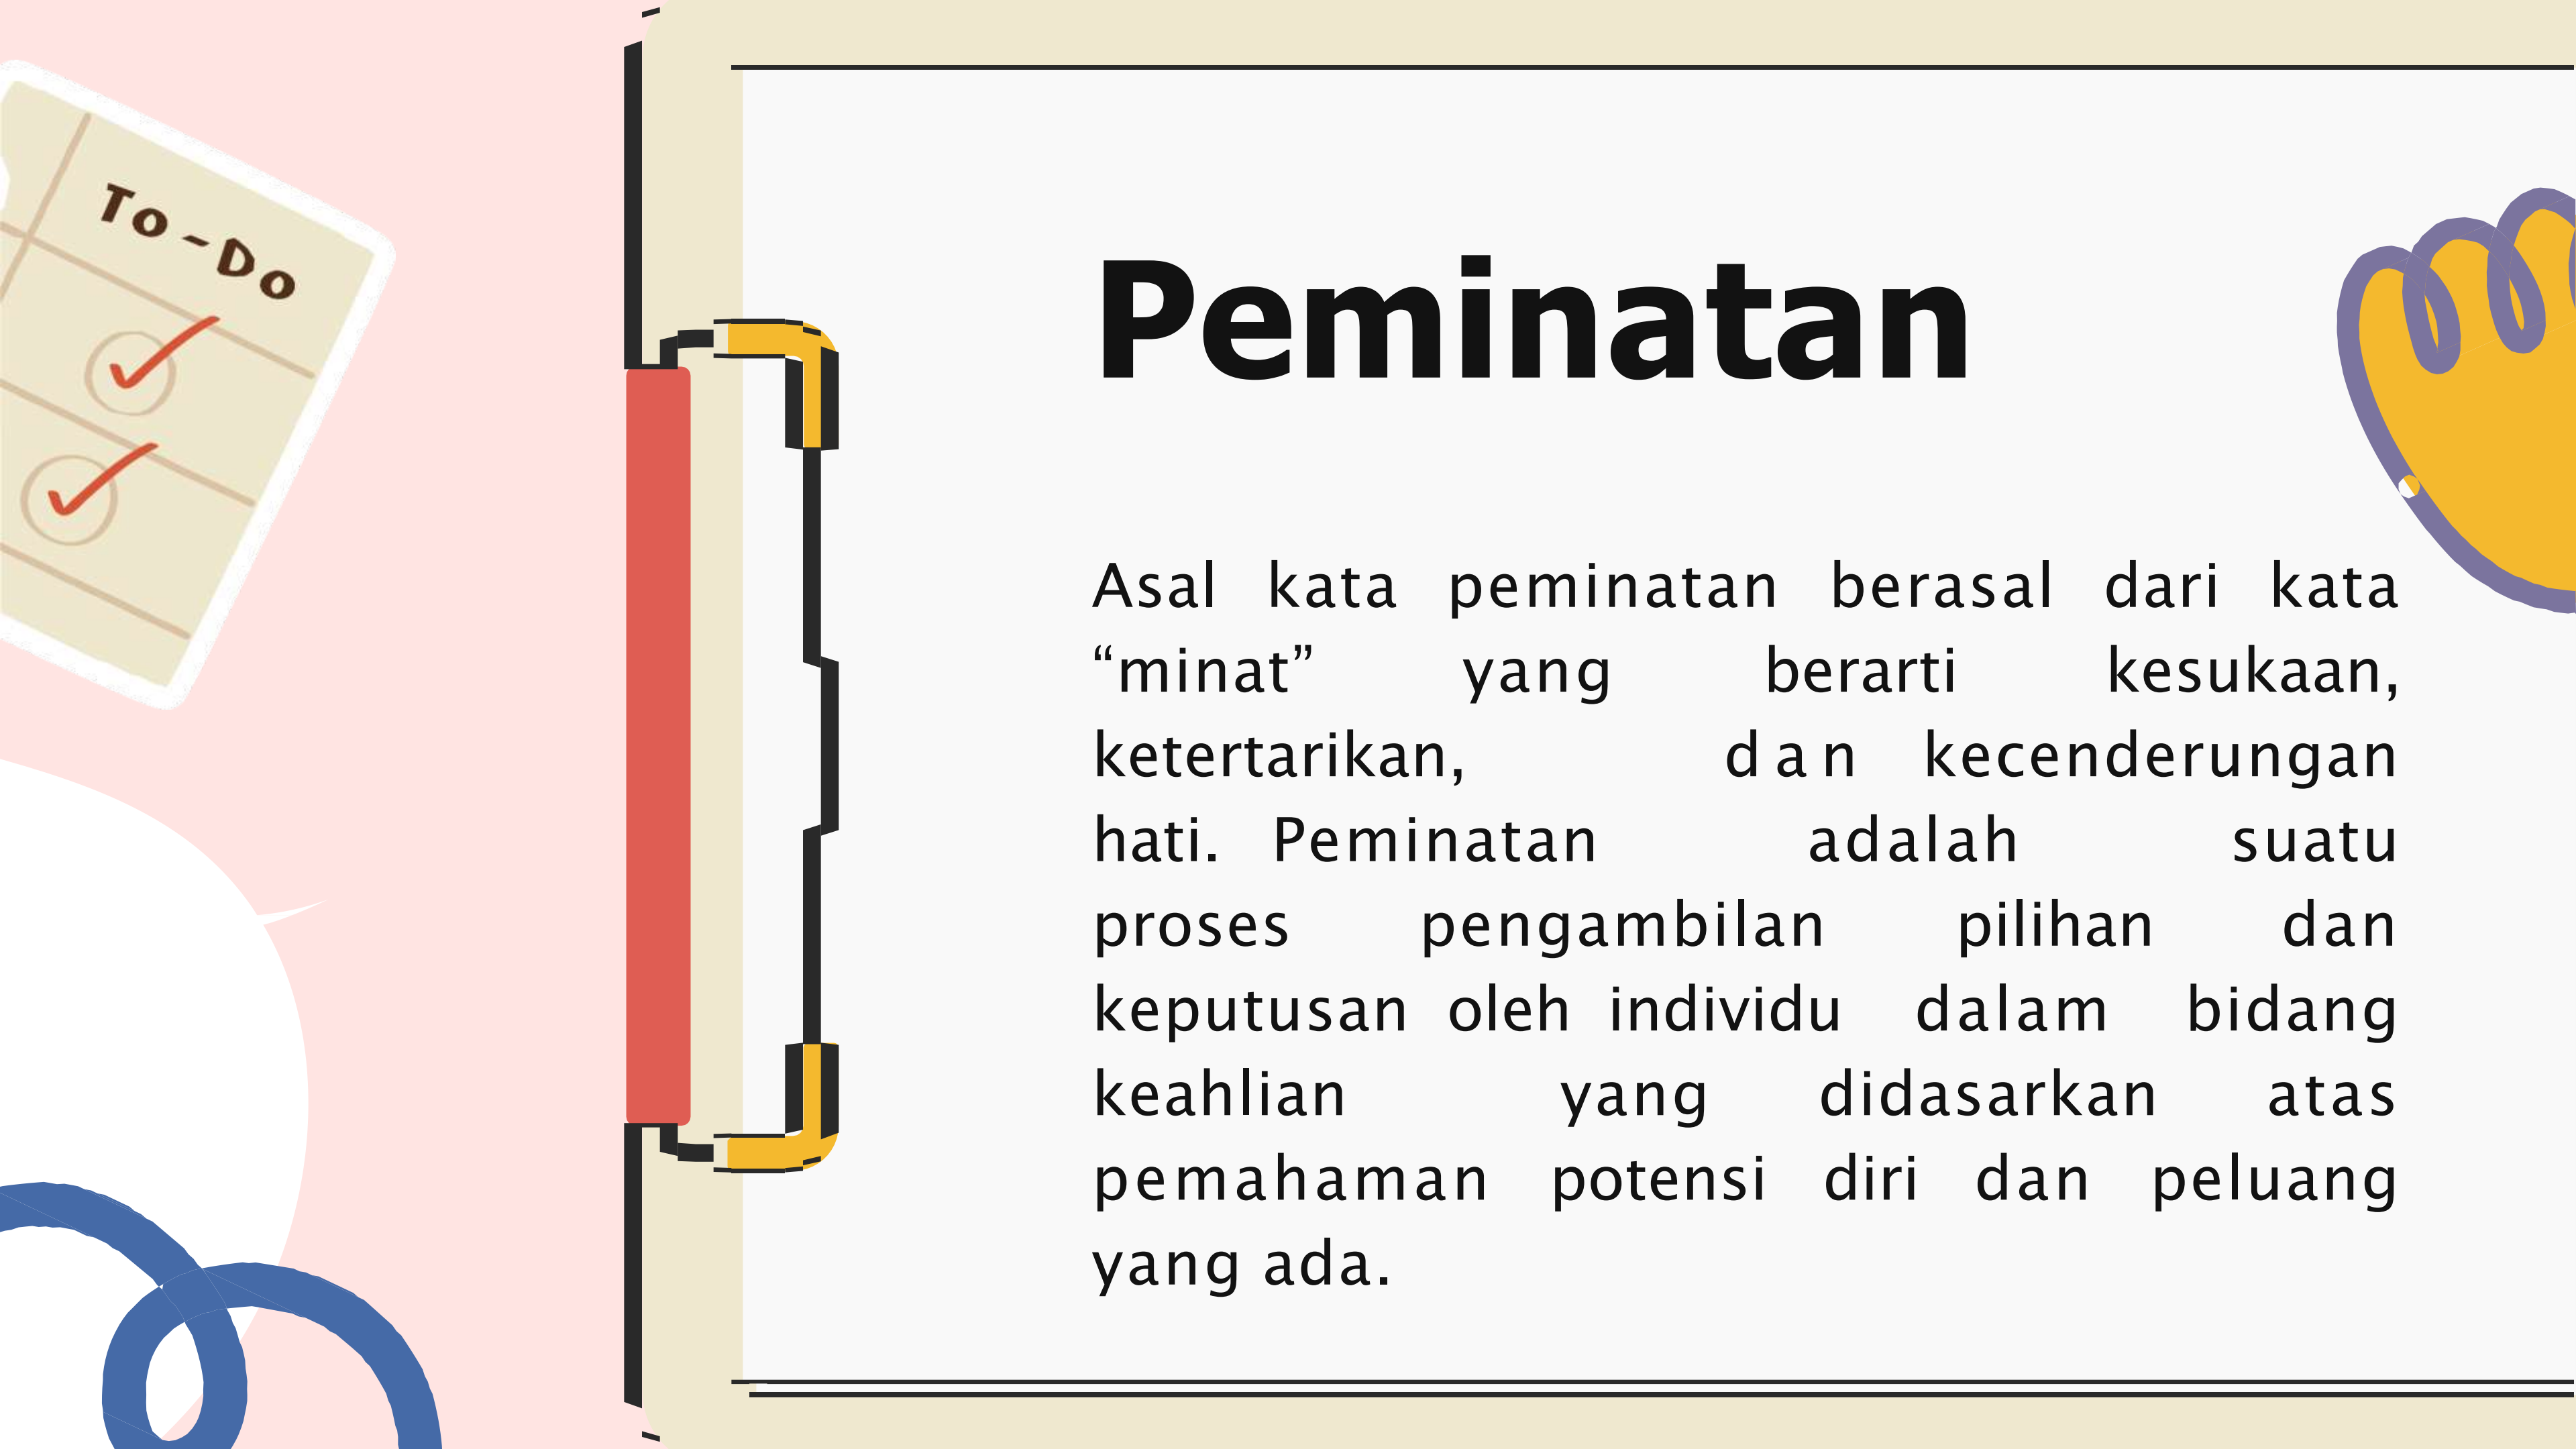 To-Do
Peminatan
Asal kata peminatan berasal dari kata
“minat” yang berarti kesukaan,
ketertarikan, dan kecenderungan
hati. Peminatan adalah suatu
proses pengambilan pilihan dan
keputusan oleh individu dalam bidang
keahlian yang didasarkan atas
pemahaman potensi diri dan peluang
yang ada.